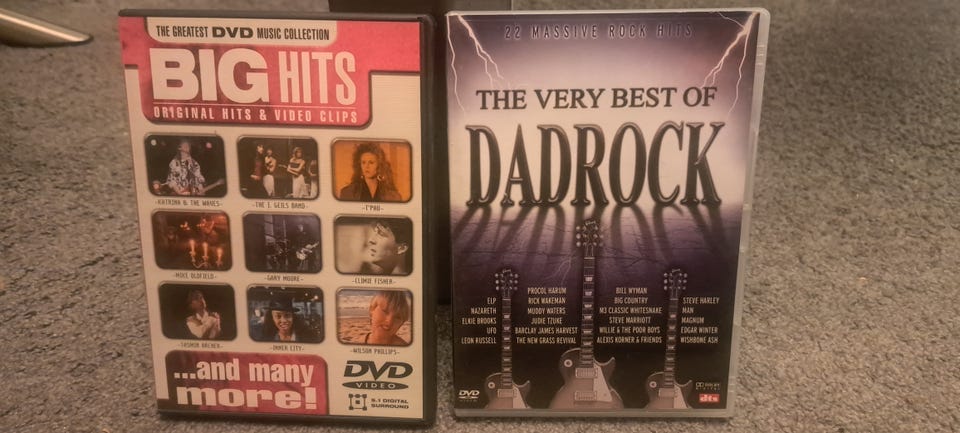 THE GREATEST DVD MUSIC COLLECTION
BIG HITS
ORIGINAL HITS & VIDEO CLIPS
-KATRINA & THE WAVES-
-THE J. GEILS BAND-
-T'PAU-
-MIKE OLDFIELD-
-GARY MOORE-
-CLIMIE FISHER-
-TASMIN ARCHER-
-INNER CITY-
-WILSON PHILLIPS-
...and many
more!
DVD
VIDEO
5.1 DIGITAL
SURROUND
22 MASSIVE ROCK HITS
THE VERY BEST OF
DADROCK
ELP
NAZARETH
ELKIE BROOKS
UFO
LEON RUSSELL
PROCOL HARUM
RICK WAKEMAN
MUDDY WATERS
JUDIE TZUKE
BARCLAY JAMES HARVEST
THE NEW GRASS REVIVAL
BILL WYMAN
BIG COUNTRY
M3 CLASSIC WHITESNAKE
STEVE MARRIOTT
WILLIE & THE POOR BOYS
ALEXIS KORNER & FRIENDS
STEVE HARLEY
MAN
MAGNUM
EDGAR WINTER
WISHBONE ASH
DVD
DOLBY
DIGITAL
dts